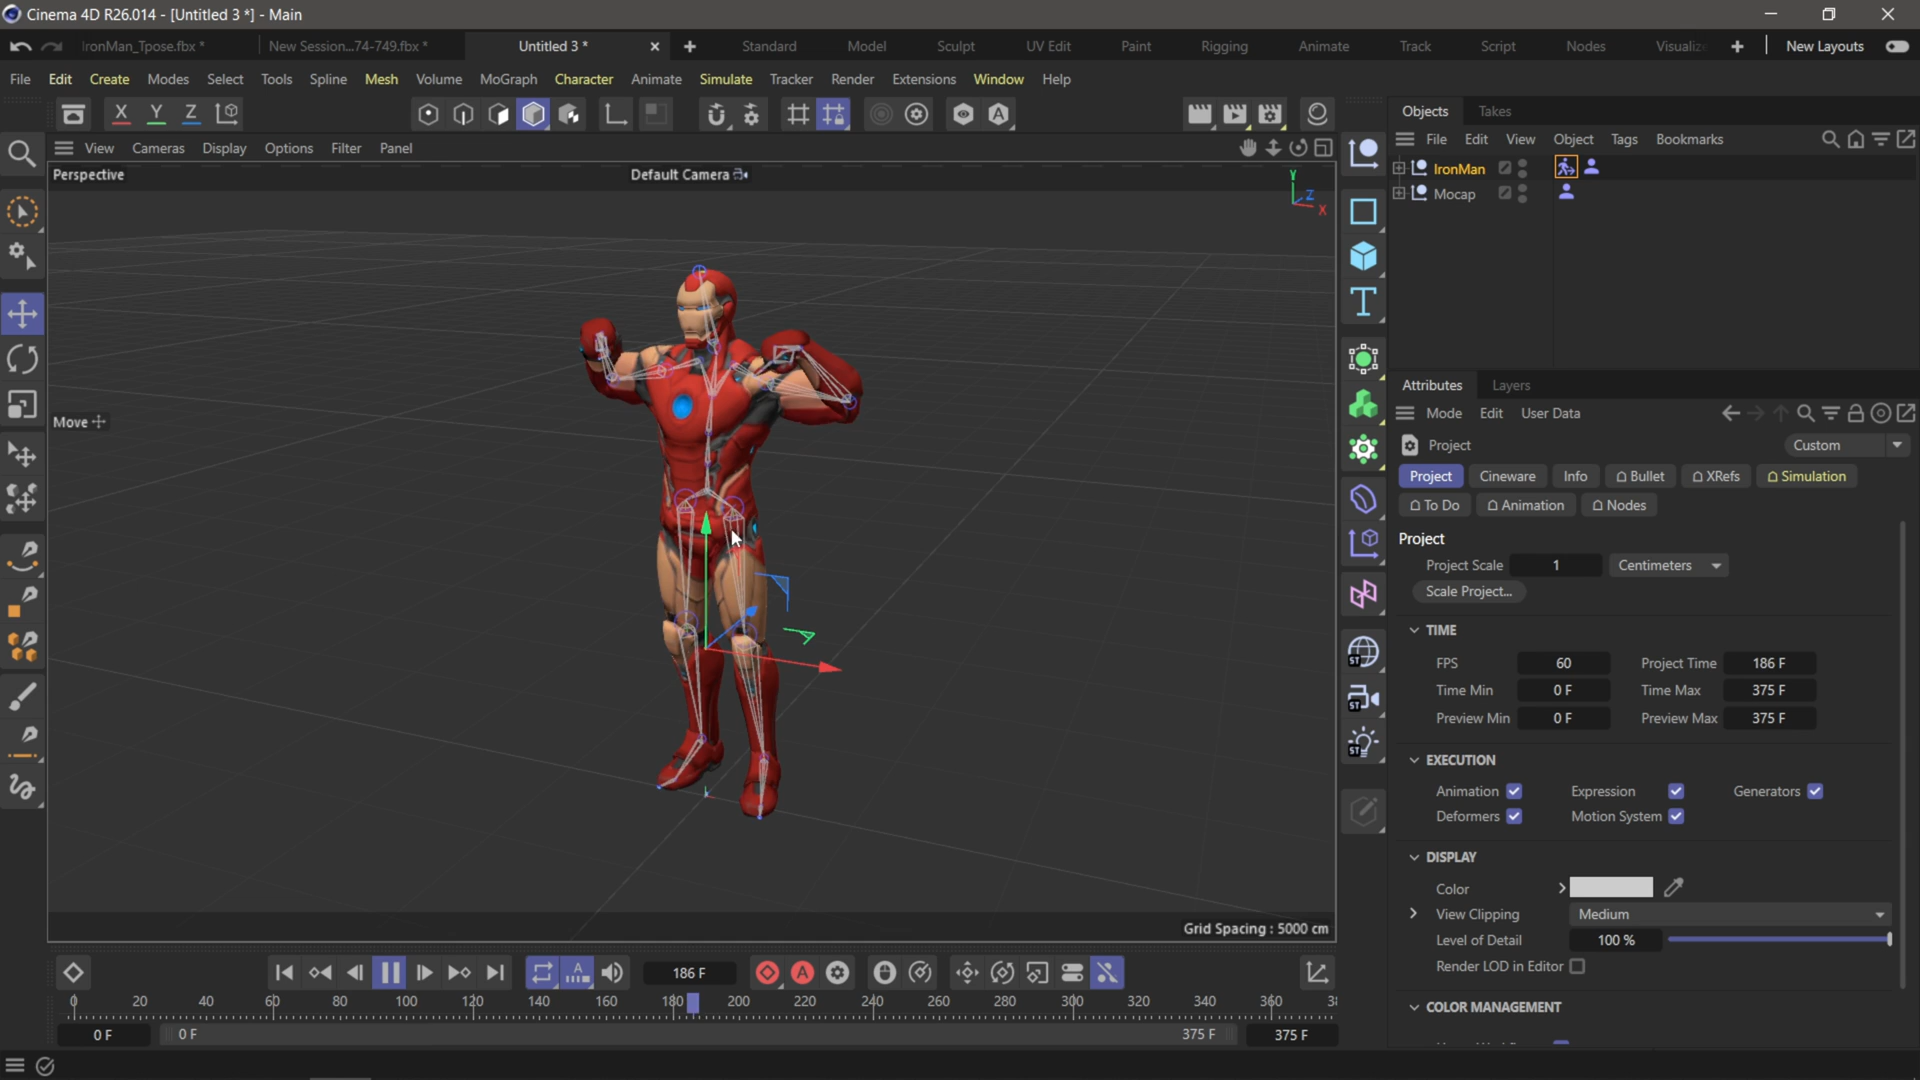 Cinema 4D R26.014 - [Untitled 3 *] - Main
IronMan_Tpose.fbx *
New Session...74-749.fbx *
Untitled 3 *
Standard
Model
Sculpt
UV Edit
Paint
Rigging
Animate
Track
Script
Nodes
Visualiz
New Layouts
File Edit Create Modes Select Tools Spline Mesh Volume MoGraph Character Animate Simulate Tracker Render Extensions Window Help
X Y Z
View Cameras Display Options Filter Panel
Perspective
Default Camera
Y
Z
X
Move
Grid Spacing : 5000 cm
Objects Takes
File Edit View Object Tags Bookmarks
IronMan
Mocap
Attributes Layers
Mode Edit User Data
Project
Custom
Project Cineware Info Bullet XRefs Simulation
To Do Animation Nodes
Project
Project Scale 1 Centimeters
Scale Project...
TIME
FPS 60 Project Time 186 F
Time Min 0 F Time Max 375 F
Preview Min 0 F Preview Max 375 F
EXECUTION
Animation Expression Generators
Deformers Motion System
DISPLAY
Color
View Clipping Medium
Level of Detail 100 %
Render LOD in Editor
COLOR MANAGEMENT
186 F
0 20 40 60 80 100 120 140 160 180 200 220 240 260 280 300 320 340 360
0 F 0 F 375 F 375 F